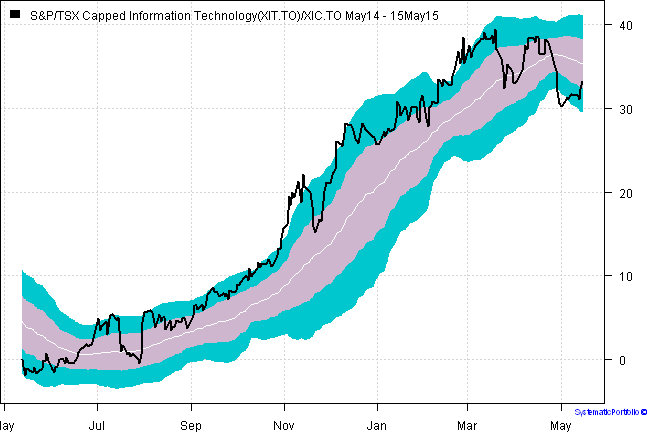 S&P/TSX Capped Information Technology(XIT.TO)/XIC.TO May14 - 15May15
40
30
20
10
0
lay
Jul
Sep
Nov
Jan
Mar
May
SystematicPortfolio ©